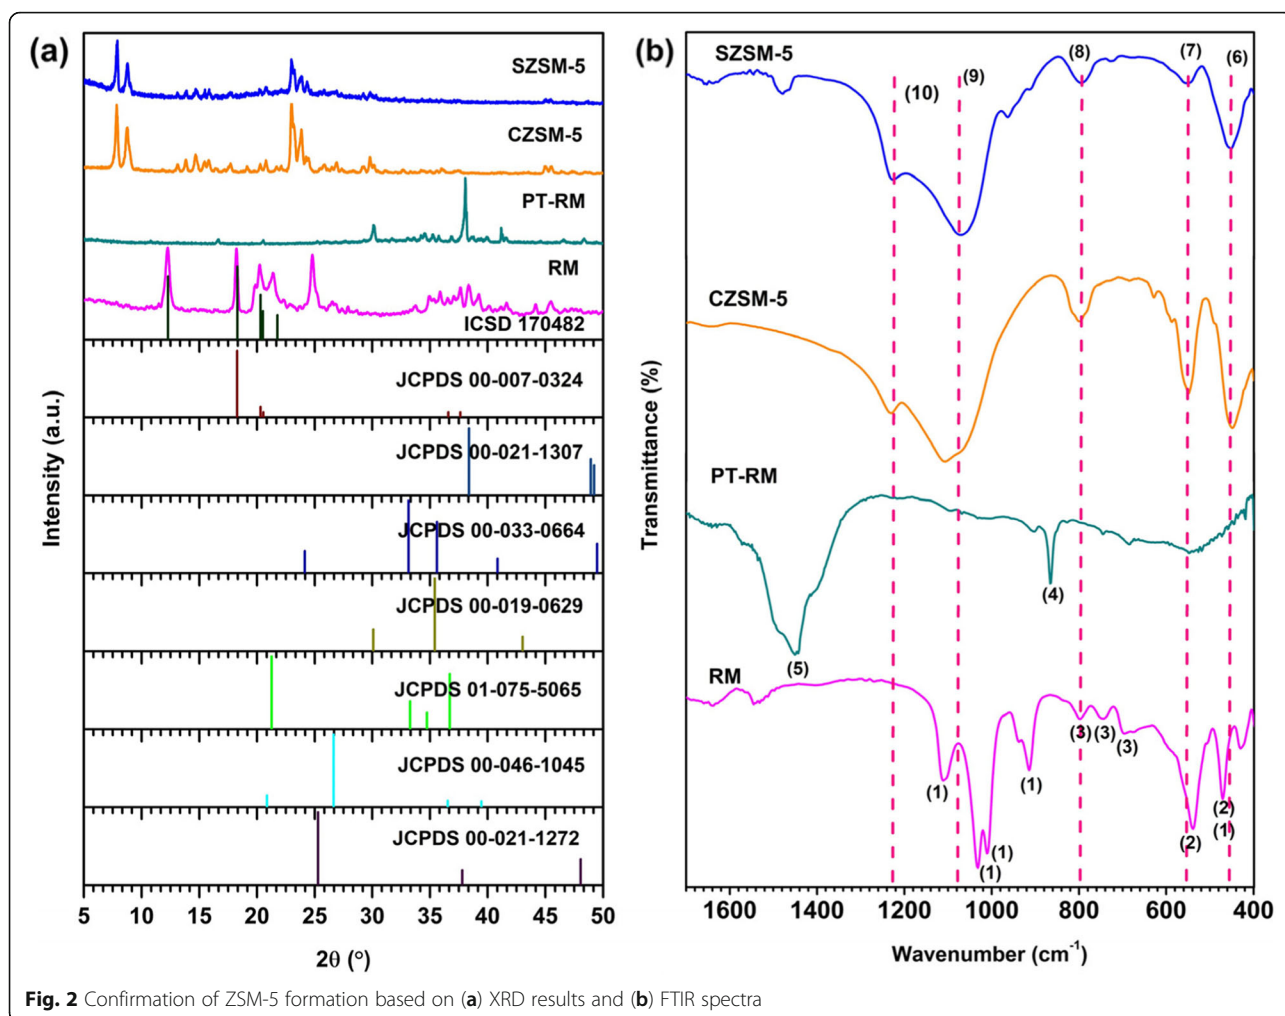 (a)
SZSM-5
CZSM-5
PT-RM
RM
ICSD 170482
JCPDS 00-007-0324
JCPDS 00-021-1307
JCPDS 00-033-0664
JCPDS 00-019-0629
JCPDS 01-075-5065
JCPDS 00-046-1045
JCPDS 00-021-1272
Intensity (a.u.)
5 10 15 20 25 30 35 40 45 50
2θ (°)
(b)
SZSM-5
(10)
(9)
(8)
(7)
(6)
CZSM-5
PT-RM
(5)
(4)
RM
(1)
(1)
(1)
(1)
(3)
(3)
(3)
(2)
(2)
(1)
Transmittance (%)
1600 1400 1200 1000 800 600 400
Wavenumber (cm⁻¹)
Fig. 2 Confirmation of ZSM-5 formation based on (a) XRD results and (b) FTIR spectra